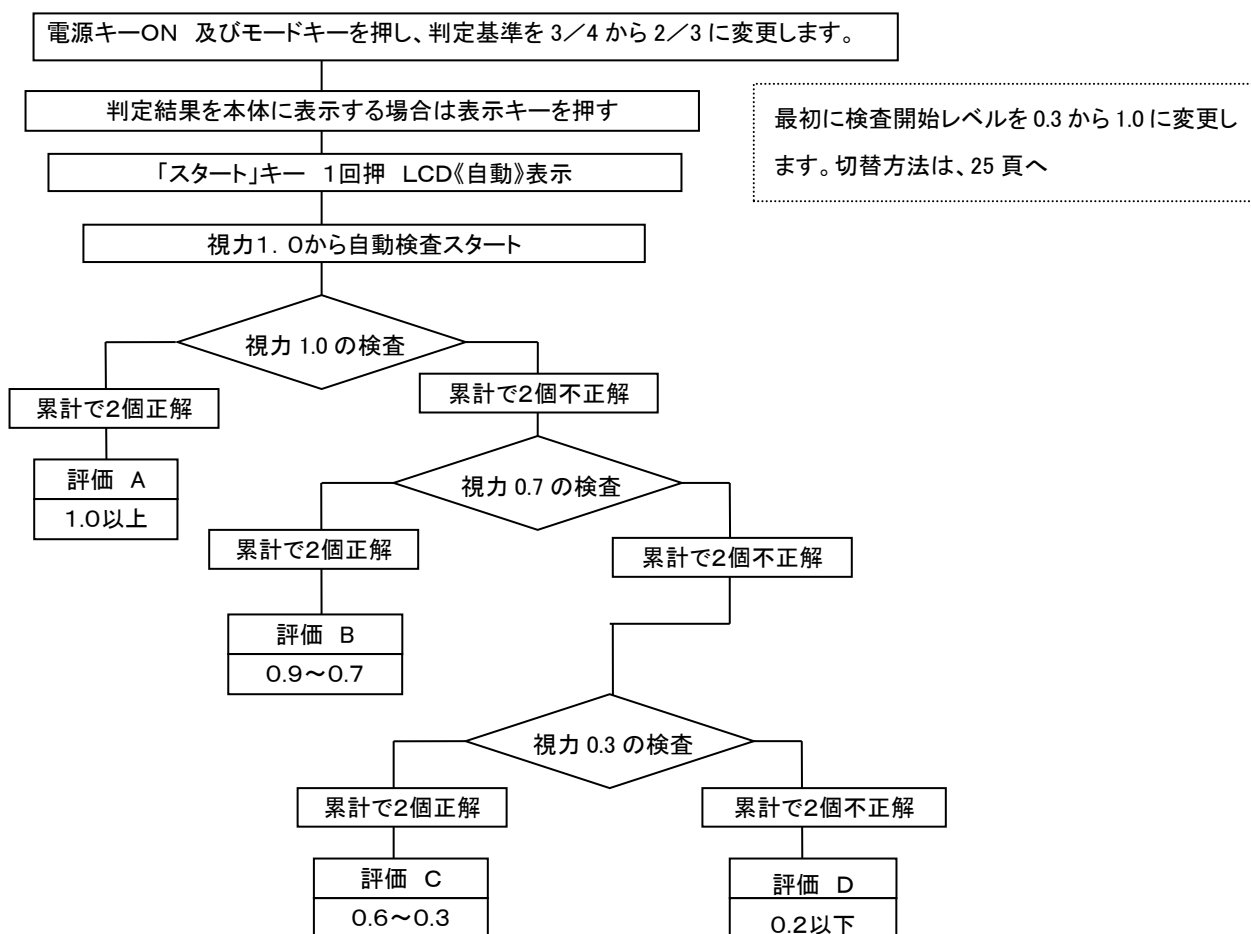 電源キーON 及びモードキーを押し、判定基準を3／4から2／3に変更します。
判定結果を本体に表示する場合は表示キーを押す
最初に検査開始レベルを0.3から1.0に変更し
ます。切替方法は、25頁へ
「スタート」キー 1回押 LCD《自動》表示
視力１．０から自動検査スタート
視力 1.0 の検査
累計で２個正解
累計で２個不正解
評価 A
1.0以上
視力 0.7 の検査
累計で２個正解
累計で２個不正解
評価 B
0.9～0.7
視力 0.3 の検査
累計で２個正解
累計で２個不正解
評価 C
0.6～0.3
評価 D
0.2以下